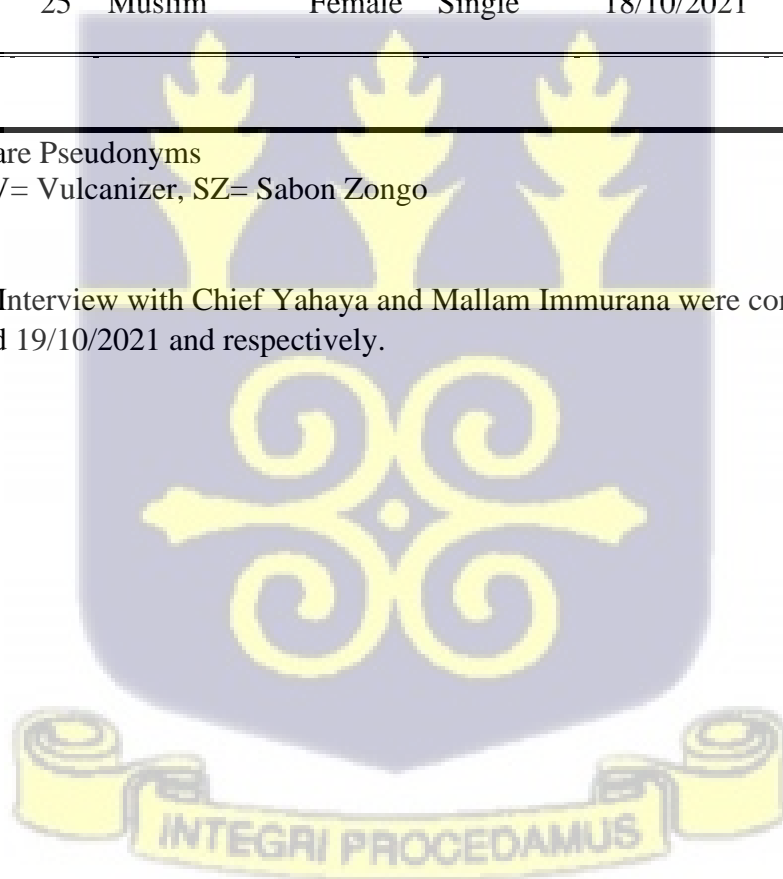 25 Muslim Female Single 18/10/2021
are Pseudonyms
V= Vulcanizer, SZ= Sabon Zongo
Interview with Chief Yahaya and Mallam Immurana were
19/10/2021 and respectively.
INTEGRI PROCEDAMUS